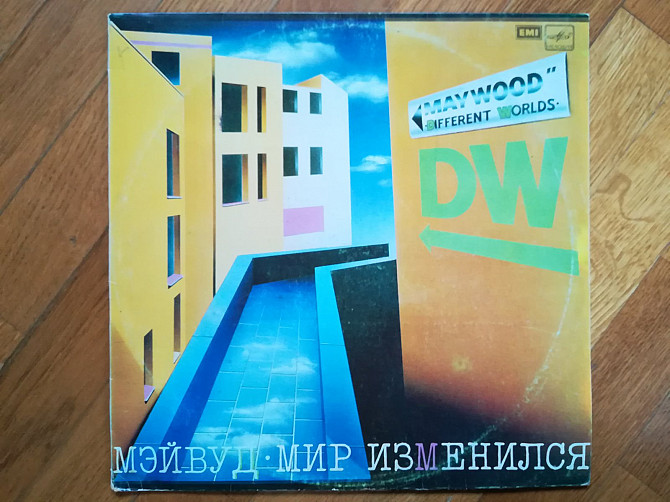 EMI
"MAYWOOD"
DIFFERENT WORLDS·
DW
МЭЙВУД·МИР ИЗМЕНИЛСЯ